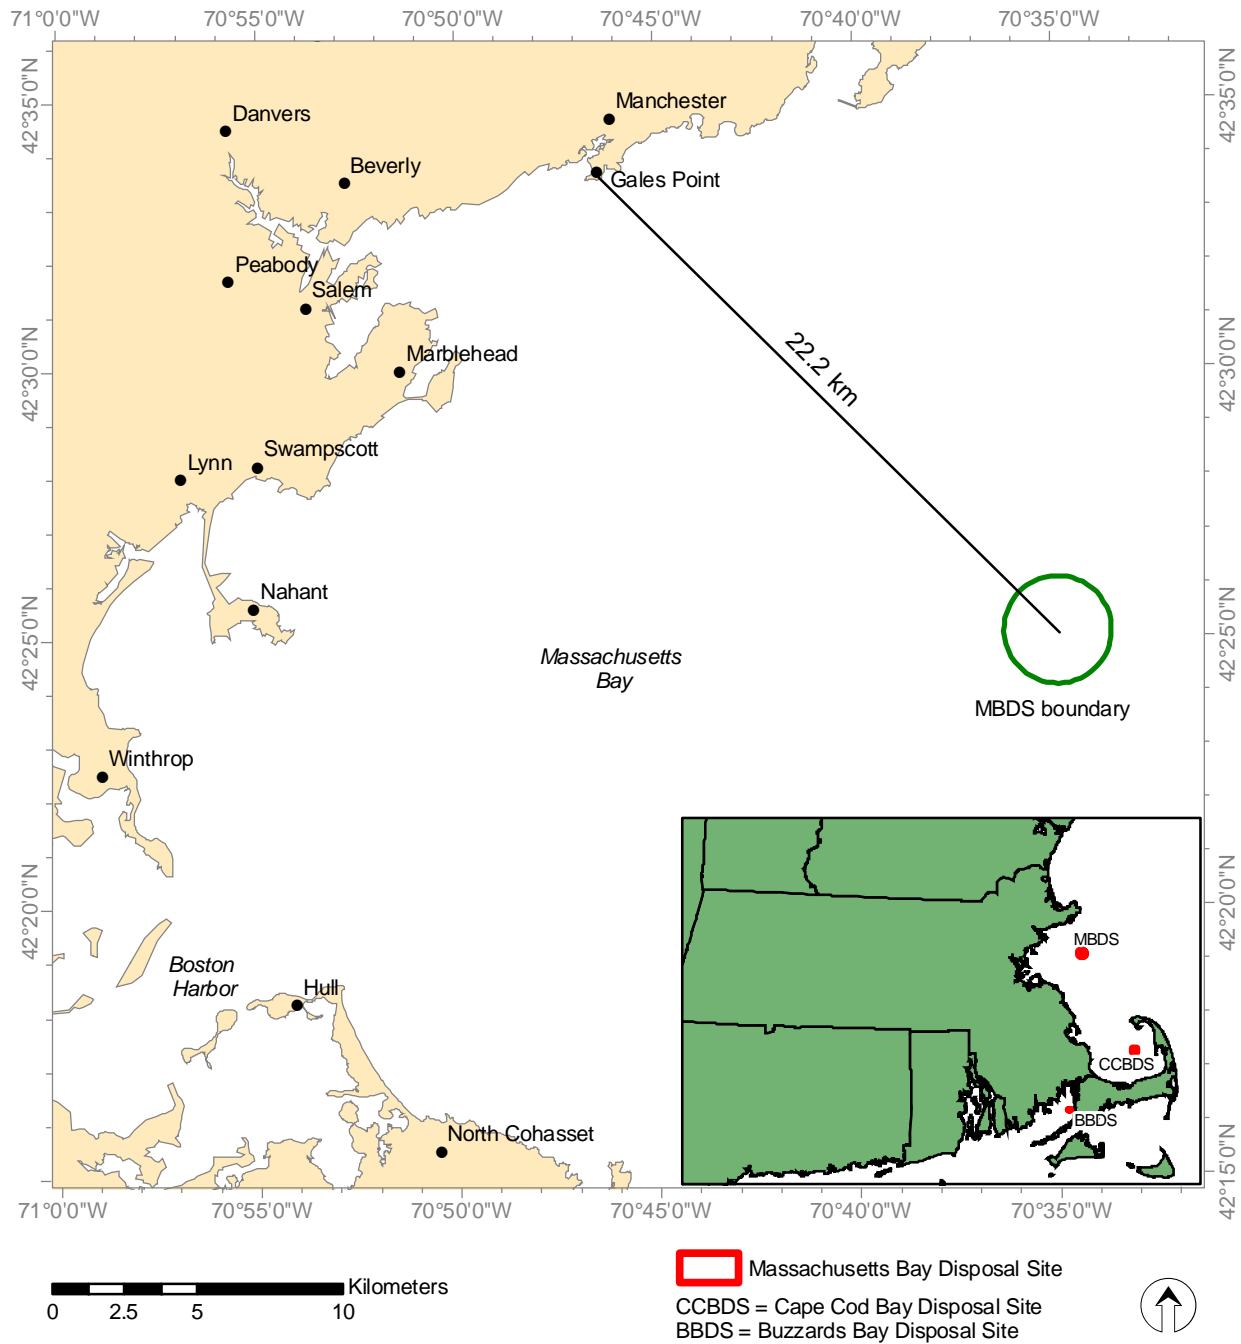 71°0'0"W 70°55'0"W 70°50'0"W 70°45'0"W 70°40'0"W 70°35'0"W
42°35'0"N
42°35'0"N
Manchester
Danvers
Beverly
Gales Point
Peabody
Salem
22.2 km
Marblehead
42°30'0"N
42°30'0"N
Swampscott
Lynn
Nahant
42°25'0"N
42°25'0"N
Massachusetts
Bay
MBDS boundary
Winthrop
42°20'0"N
42°20'0"N
MBDS
Boston
Harbor
Hull
CCBDS
BBDS
North Cohasset
42°15'0"N
71°0'0"W 70°55'0"W 70°50'0"W 70°45'0"W 70°40'0"W 70°35'0"W
Kilometers
0 2.5 5 10
Massachusetts Bay Disposal Site
CCBDS = Cape Cod Bay Disposal Site
BBDS = Buzzards Bay Disposal Site